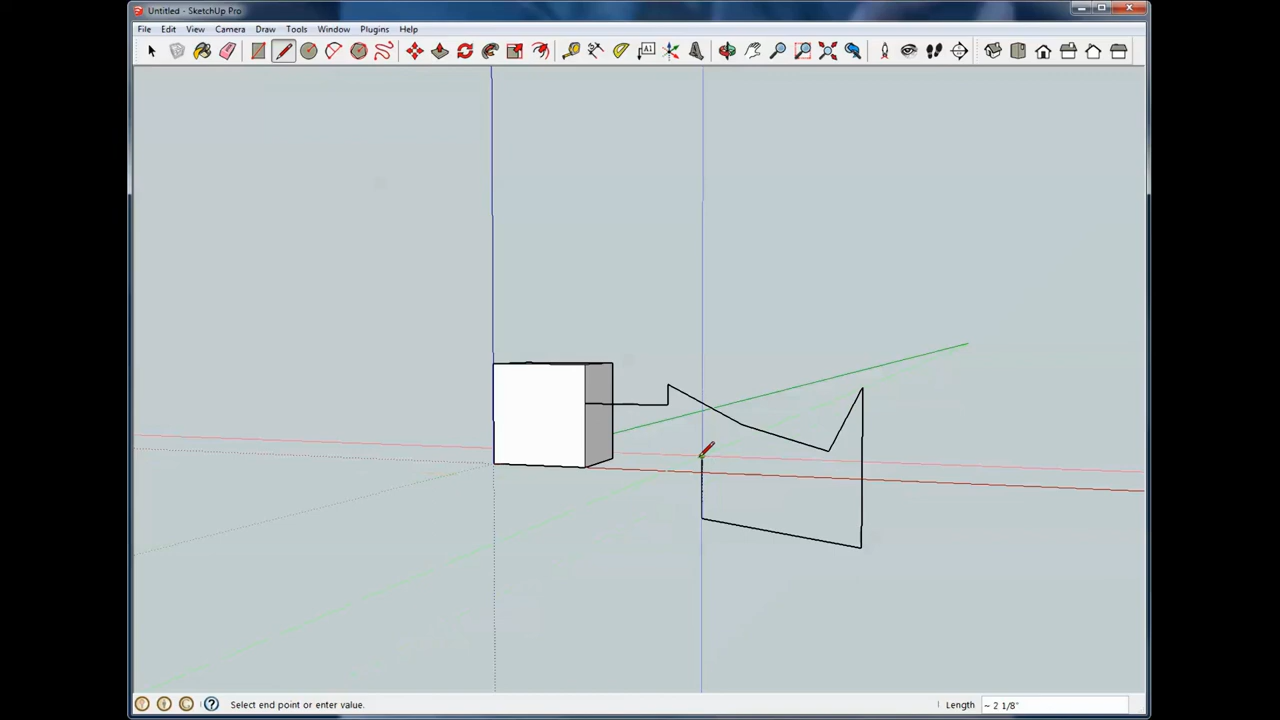 Untitled - SketchUp Pro
File Edit View Camera Draw Tools Window Plugins Help
A1
Select end point or enter value.
Length ~ 2 1/8"